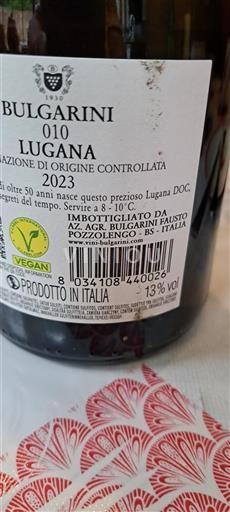 B
1930
BULGARINI
010
LUGANA
AZIONE DI ORIGINE CONTROLLATA
2023
di oltre 50 anni nasce questo prezioso Lugana DOC,
segreti del tempo. Servire a 8 - 10°C.
IMBOTTIGLIATO DA
AZ. AGR. BULGARINI FAUSTO
POZZOLENGO - BS - ITALIA
www.vini-bulgarini.com
VEGAN
8 034108 440026
PRODOTTO IN ITALIA
13% vol